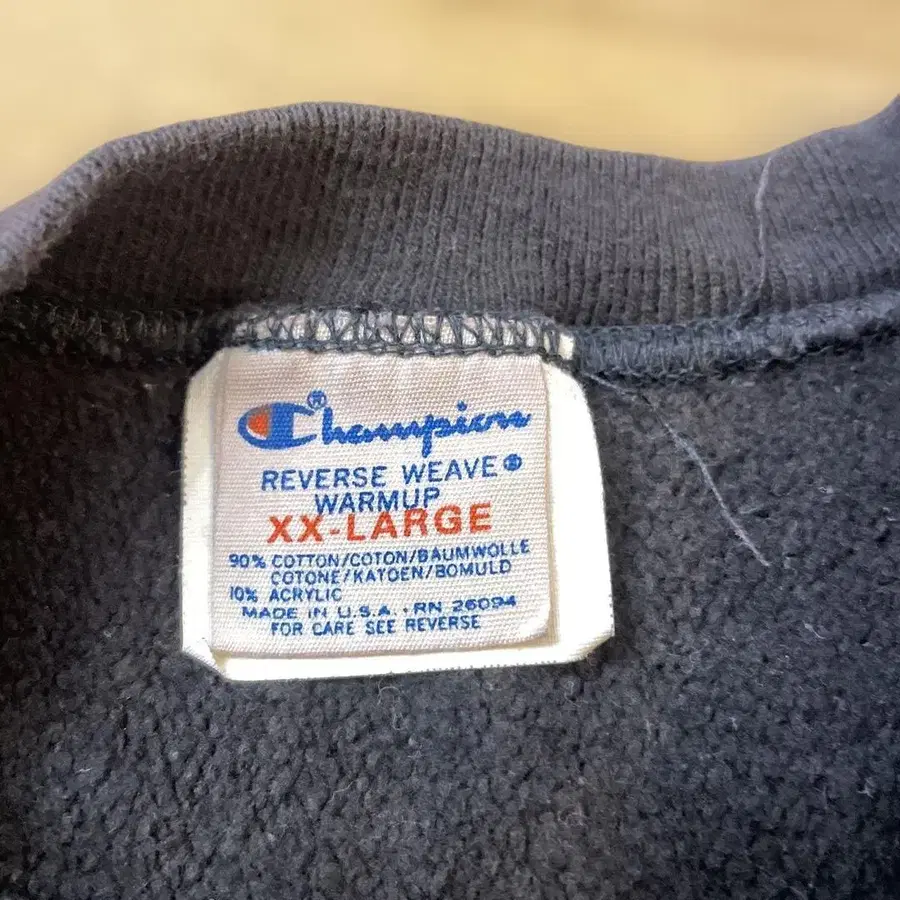 Champion®
REVERSE WEAVE®
WARMUP
XX-LARGE
90% COTTON/COTON/BAUMWOLLE
COTONE/KATOEN/BOMULD
10% ACRYLIC
MADE IN U.S.A. · RN 26094
FOR CARE SEE REVERSE